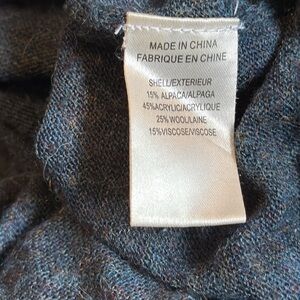 MADE IN CHINA
FABRIQUE EN CHINE
SHELL/EXTERIEUR
15% ALPACA/ALPAGA
45%ACRYLIC/ACRYLIQUE
25% WOOL/LAINE
15%VISCOSE/VISCOSE